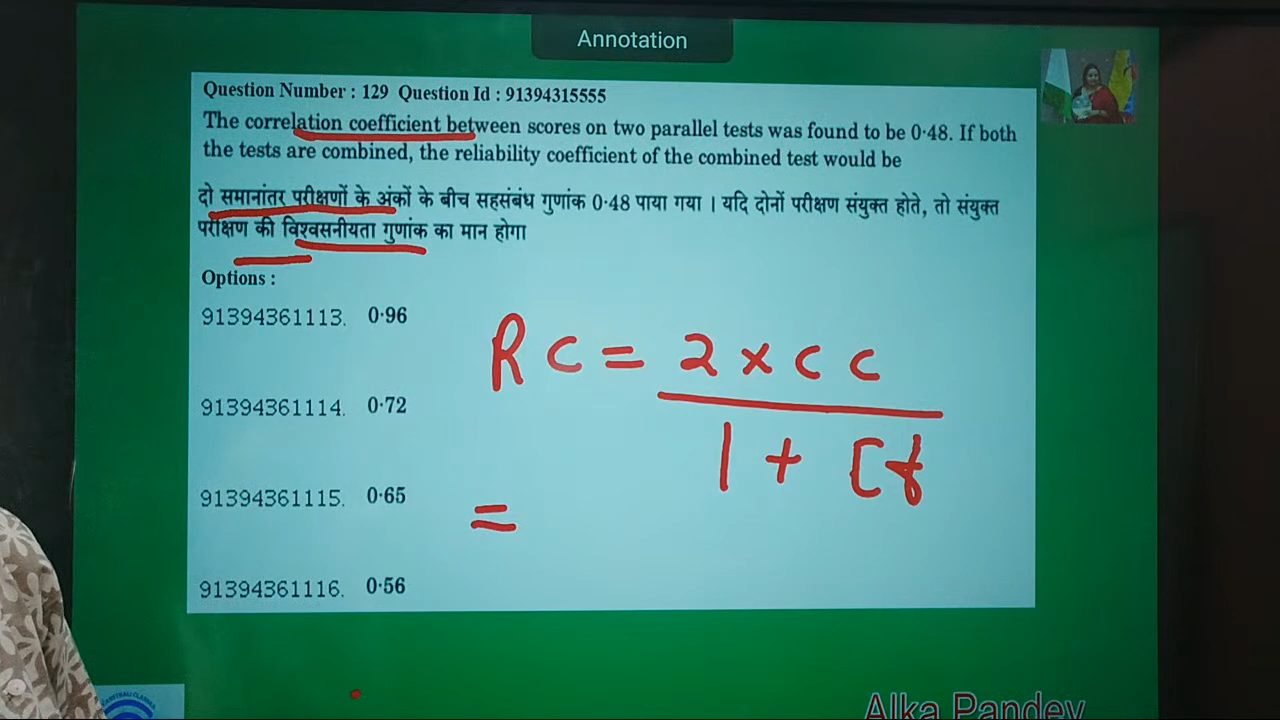 Annotation
Question Number : 129 Question Id : 91394315555
The correlation coefficient between scores on two parallel tests was found to be 0·48. If both
the tests are combined, the reliability coefficient of the combined test would be
दो समानांतर परीक्षणों के अंकों के बीच सहसंबंध गुणांक 0·48 पाया गया । यदि दोनों परीक्षण संयुक्त होते, तो संयुक्त
परीक्षण की विश्वसनीयता गुणांक का मान होगा
Options :
91394361113. 0·96
91394361114. 0·72
91394361115. 0·65
91394361116. 0·56
RC = 2 x c c
1 + C
=
Alka Pandey